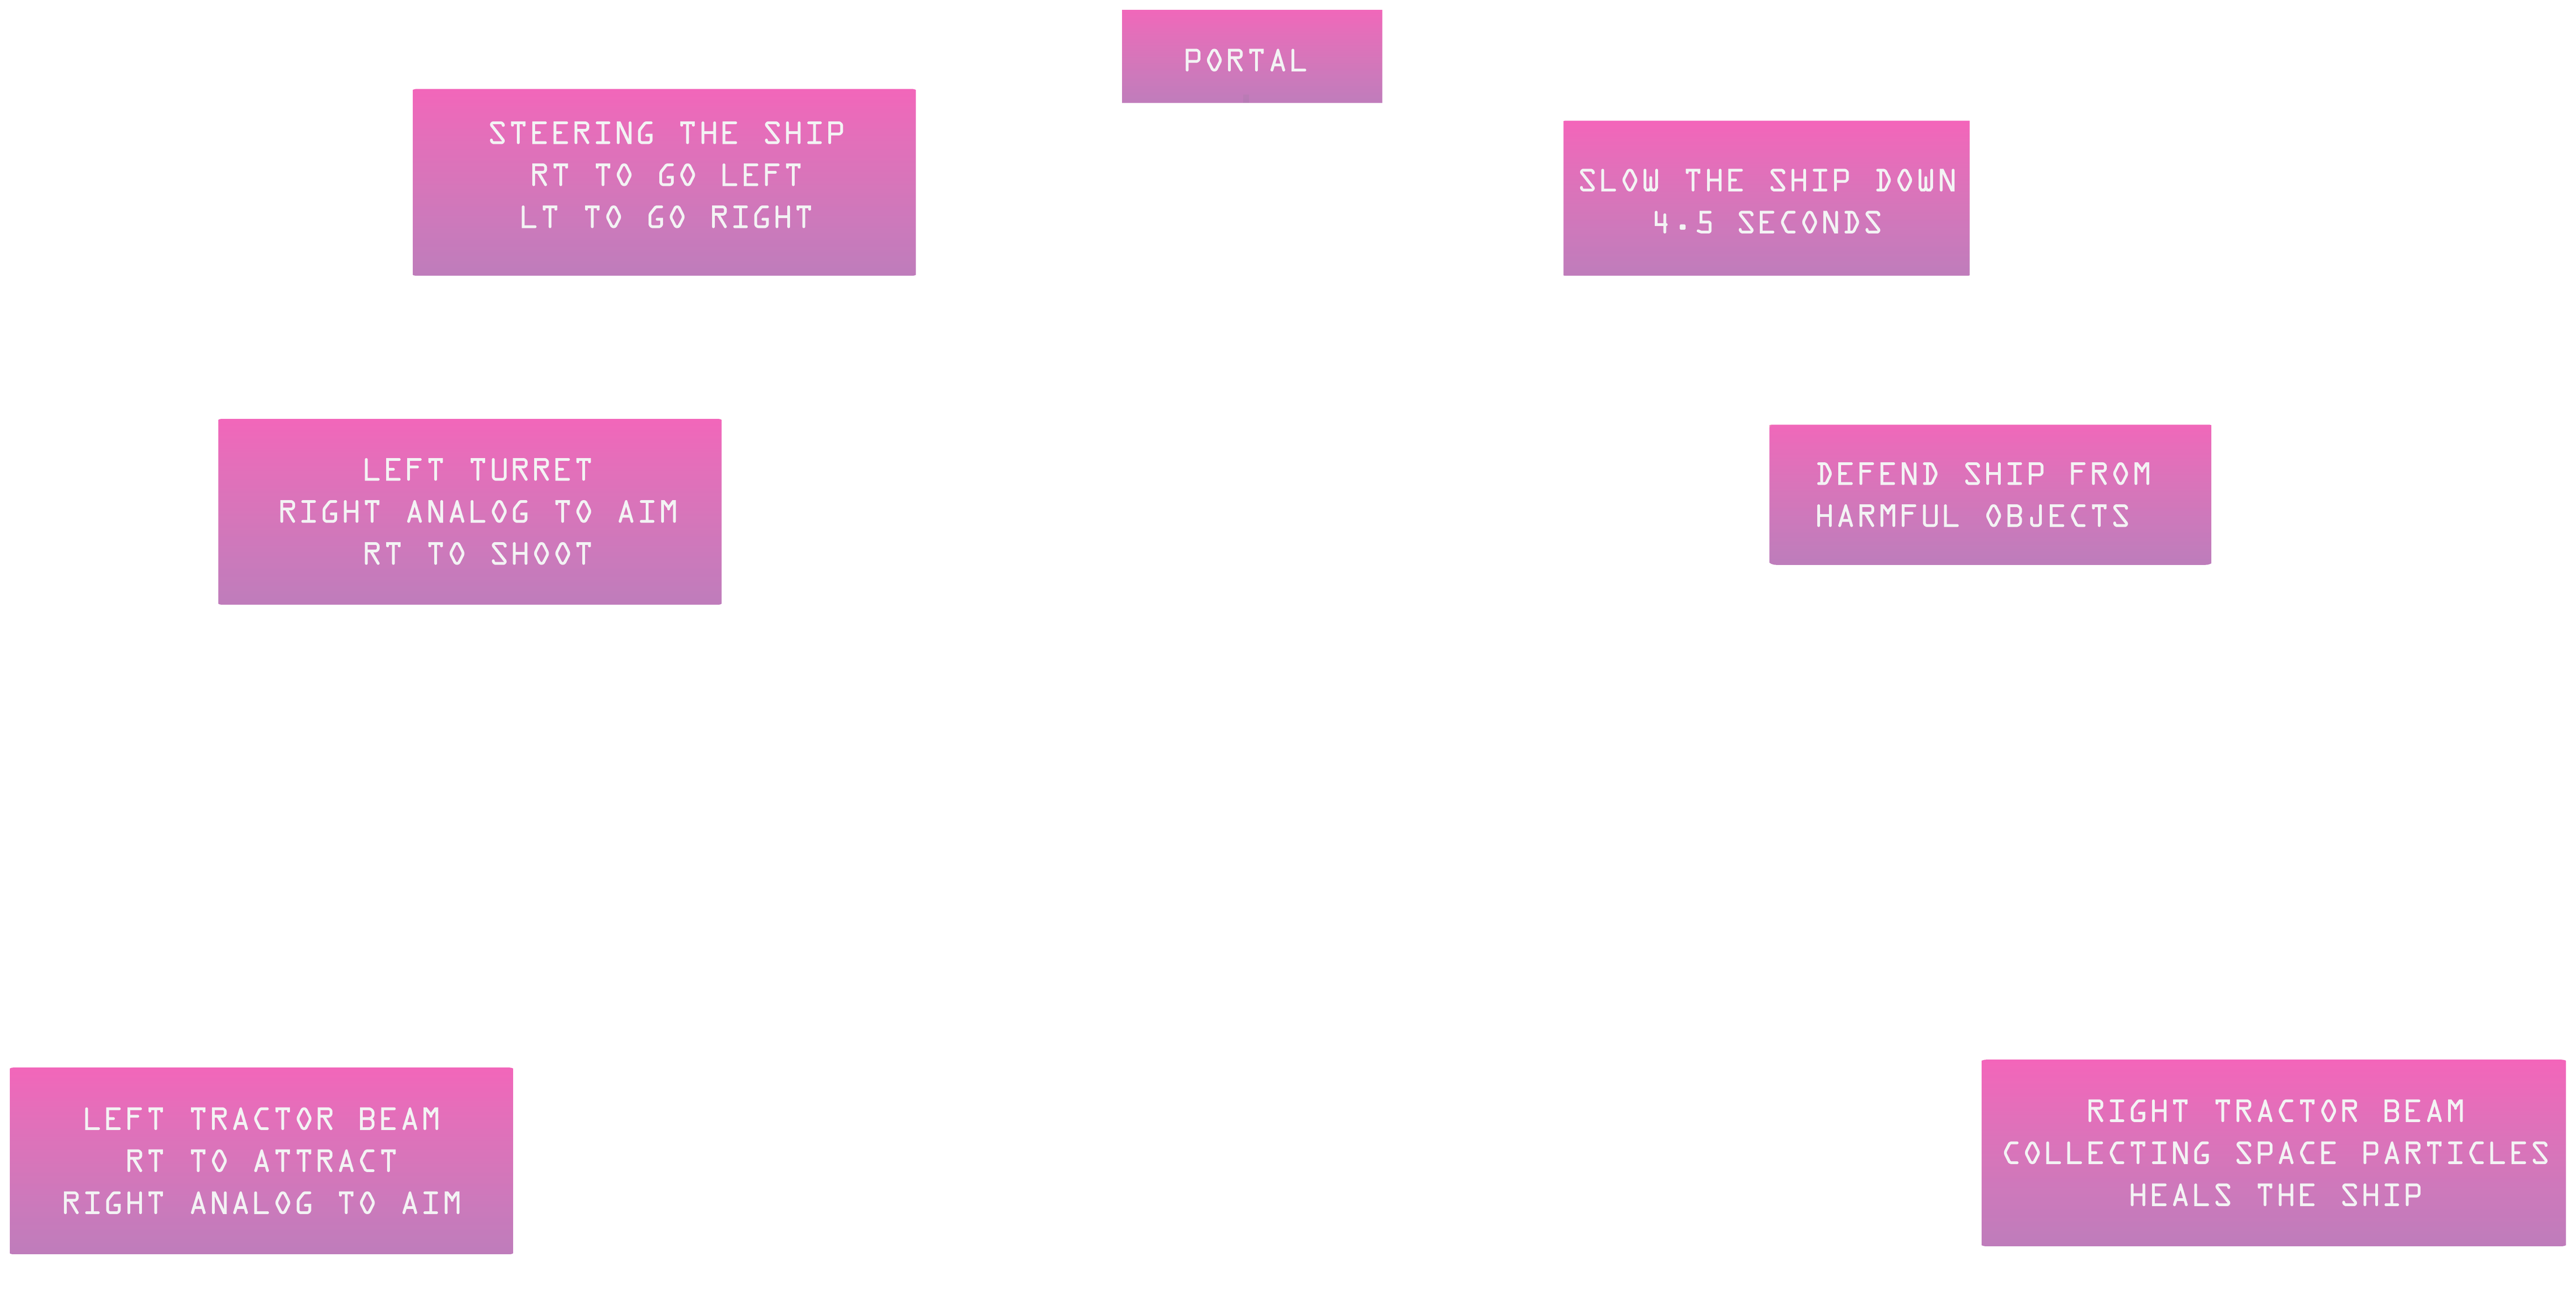 PORTAL
STEERING THE SHIP
RT TO GO LEFT
LT TO GO RIGHT
SLOW THE SHIP DOWN
4.5 SECONDS
LEFT TURRET
RIGHT ANALOG TO AIM
RT TO SHOOT
DEFEND SHIP FROM
HARMFUL OBJECTS
LEFT TRACTOR BEAM
RT TO ATTRACT
RIGHT ANALOG TO AIM
RIGHT TRACTOR BEAM
COLLECTING SPACE PARTICLES
HEALS THE SHIP